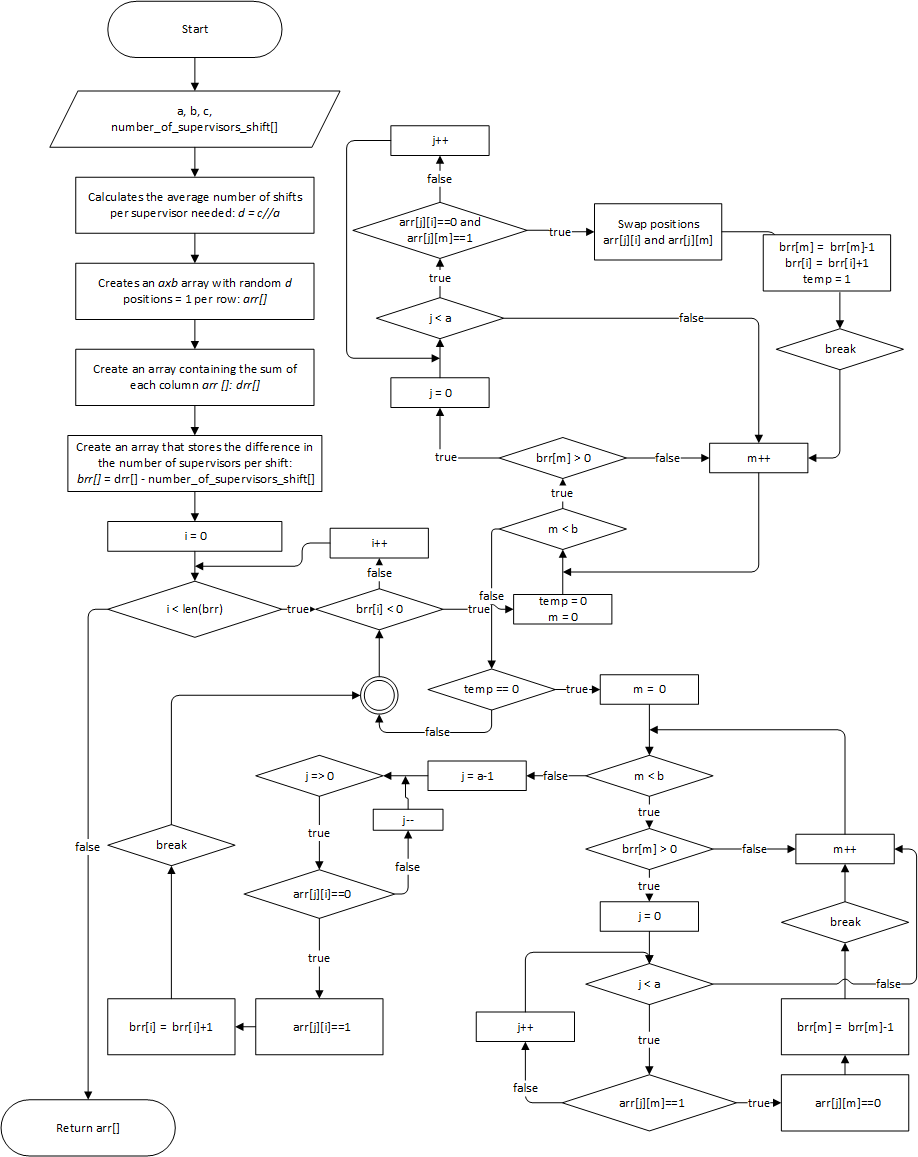 Start
a, b, c,
number_of_supervisors_shift[]
Calculates the average number of shifts
per supervisor needed: d = c//a
Creates an axb array with random d
positions = 1 per row: arr[]
Create an array containing the sum of
each column arr []: drr[]
Create an array that stores the difference in
the number of supervisors per shift:
brr[] = drr[] - number_of_supervisors_shift[]
i = 0
i++
false
i < len(brr)
true
brr[i] < 0
true
false
temp = 0
m = 0
j++
false
arr[j][i]==0 and
arr[j][m]==1
true
Swap positions
arr[j][i] and arr[j][m]
brr[m] = brr[m]-1
brr[i] = brr[i]+1
temp = 1
break
true
j < a
false
j = 0
true
brr[m] > 0
false
m++
true
m < b
false
temp == 0
true
m = 0
false
m < b
false
j = a-1
j => 0
j--
true
false
arr[j][i]==0
true
arr[j][i]==1
brr[i] = brr[i]+1
break
true
brr[m] > 0
false
m++
true
j = 0
j < a
false
break
brr[m] = brr[m]-1
j++
true
false
arr[j][m]==1
true
arr[j][m]==0
false
Return arr[]